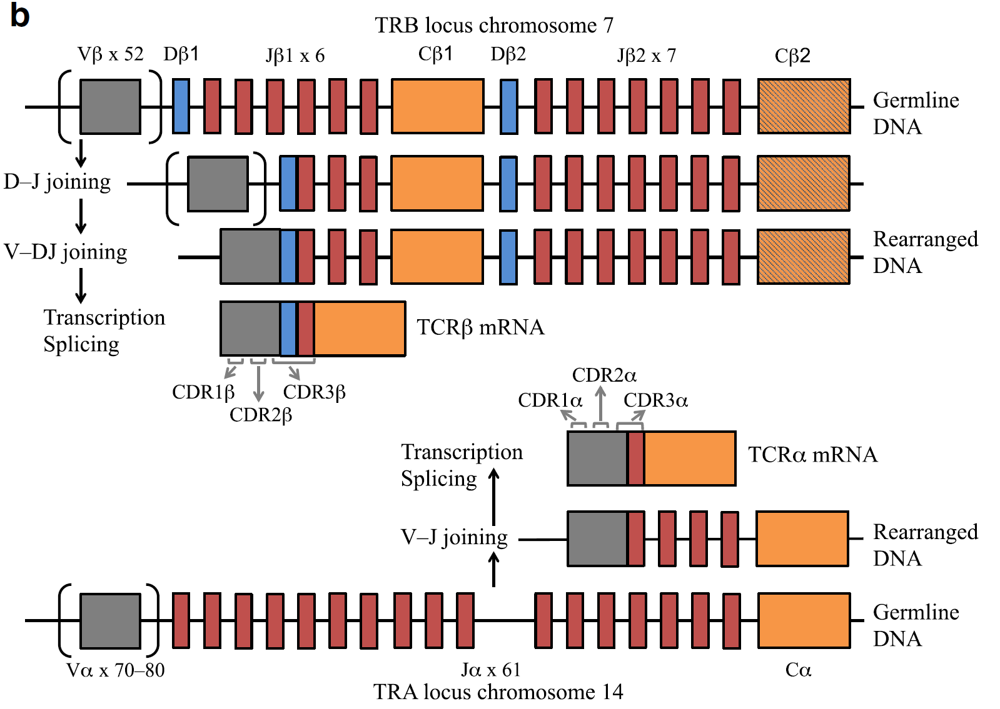 b
TRB locus chromosome 7
Vβ x 52 Dβ1 Jβ1 x 6 Cβ1 Dβ2 Jβ2 x 7 Cβ2
Germline
DNA
D–J joining
V–DJ joining
Rearranged
DNA
Transcription
Splicing
TCRβ mRNA
CDR1β CDR3β
CDR2β
CDR2α
CDR1α CDR3α
Transcription
Splicing
TCRα mRNA
V–J joining
Rearranged
DNA
Germline
DNA
Vα x 70–80 Jα x 61 Cα
TRA locus chromosome 14